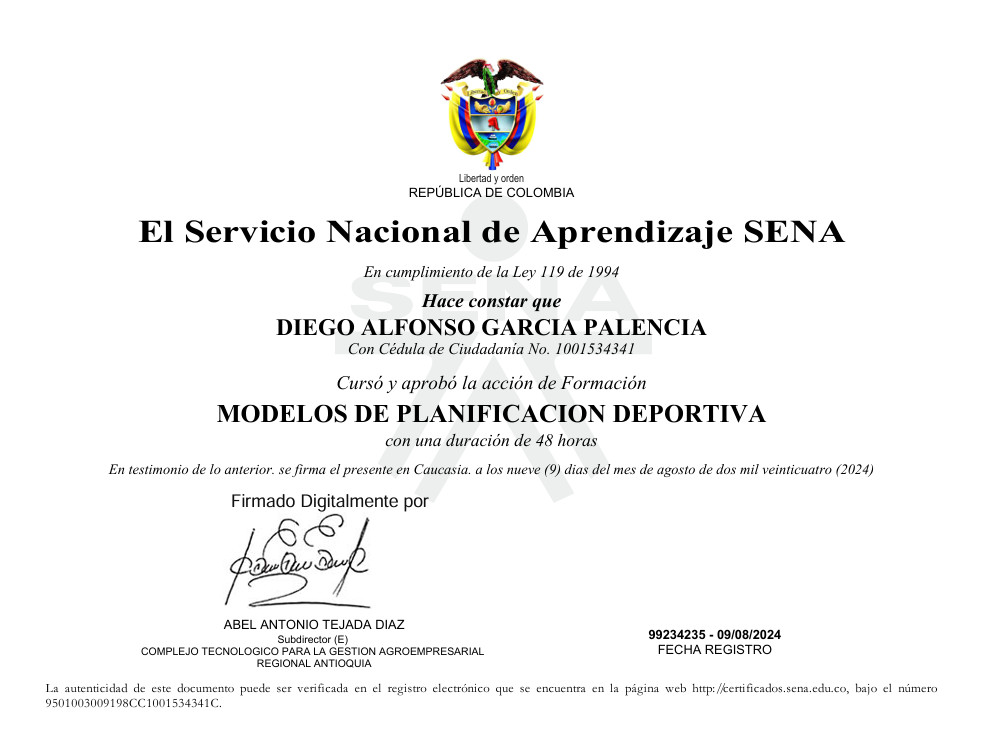 Libertad y Orden
Libertad y orden
REPÚBLICA DE COLOMBIA
El Servicio Nacional de Aprendizaje SENA
En cumplimiento de la Ley 119 de 1994
SENA
Hace constar que
DIEGO ALFONSO GARCIA PALENCIA
Con Cédula de Ciudadanía No. 1001534341
Cursó y aprobó la acción de Formación
MODELOS DE PLANIFICACION DEPORTIVA
con una duración de 48 horas
En testimonio de lo anterior. se firma el presente en Caucasia. a los nueve (9) dias del mes de agosto de dos mil veinticuatro (2024)
Firmado Digitalmente por
ABEL ANTONIO TEJADA DIAZ
Subdirector (E)
COMPLEJO TECNOLOGICO PARA LA GESTION AGROEMPRESARIAL
REGIONAL ANTIOQUIA
99234235 - 09/08/2024
FECHA REGISTRO
La autenticidad de este documento puede ser verificada en el registro electrónico que se encuentra en la página web http://certificados.sena.edu.co, bajo el número
9501003009198CC1001534341C.